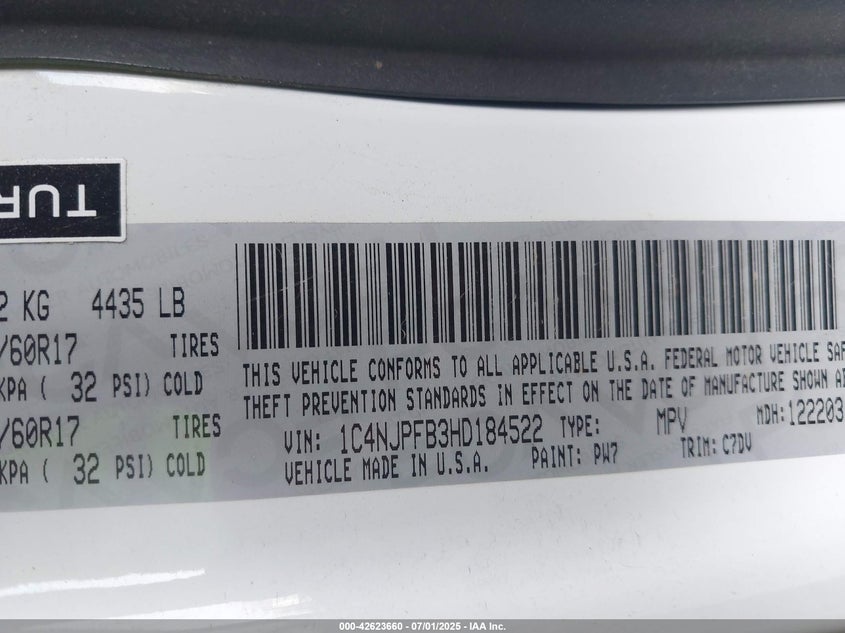 TUR
2 KG 4435 LB
/60R17 TIRES
KPA ( 32 PSI) COLD
/60R17 TIRES
KPA ( 32 PSI) COLD
THIS VEHICLE CONFORMS TO ALL APPLICABLE U.S.A. FEDERAL MOTOR VEHICLE SAF
THEFT PREVENTION STANDARDS IN EFFECT ON THE DATE OF MANUFACTURE SHOWN A
VIN: 1C4NJPFB3HD184522 TYPE: MPV MDH:122203
VEHICLE MADE IN U.S.A. PAINT: PW7 TRIM: C7DV
000-42623660 - 07/01/2025 - IAA Inc.